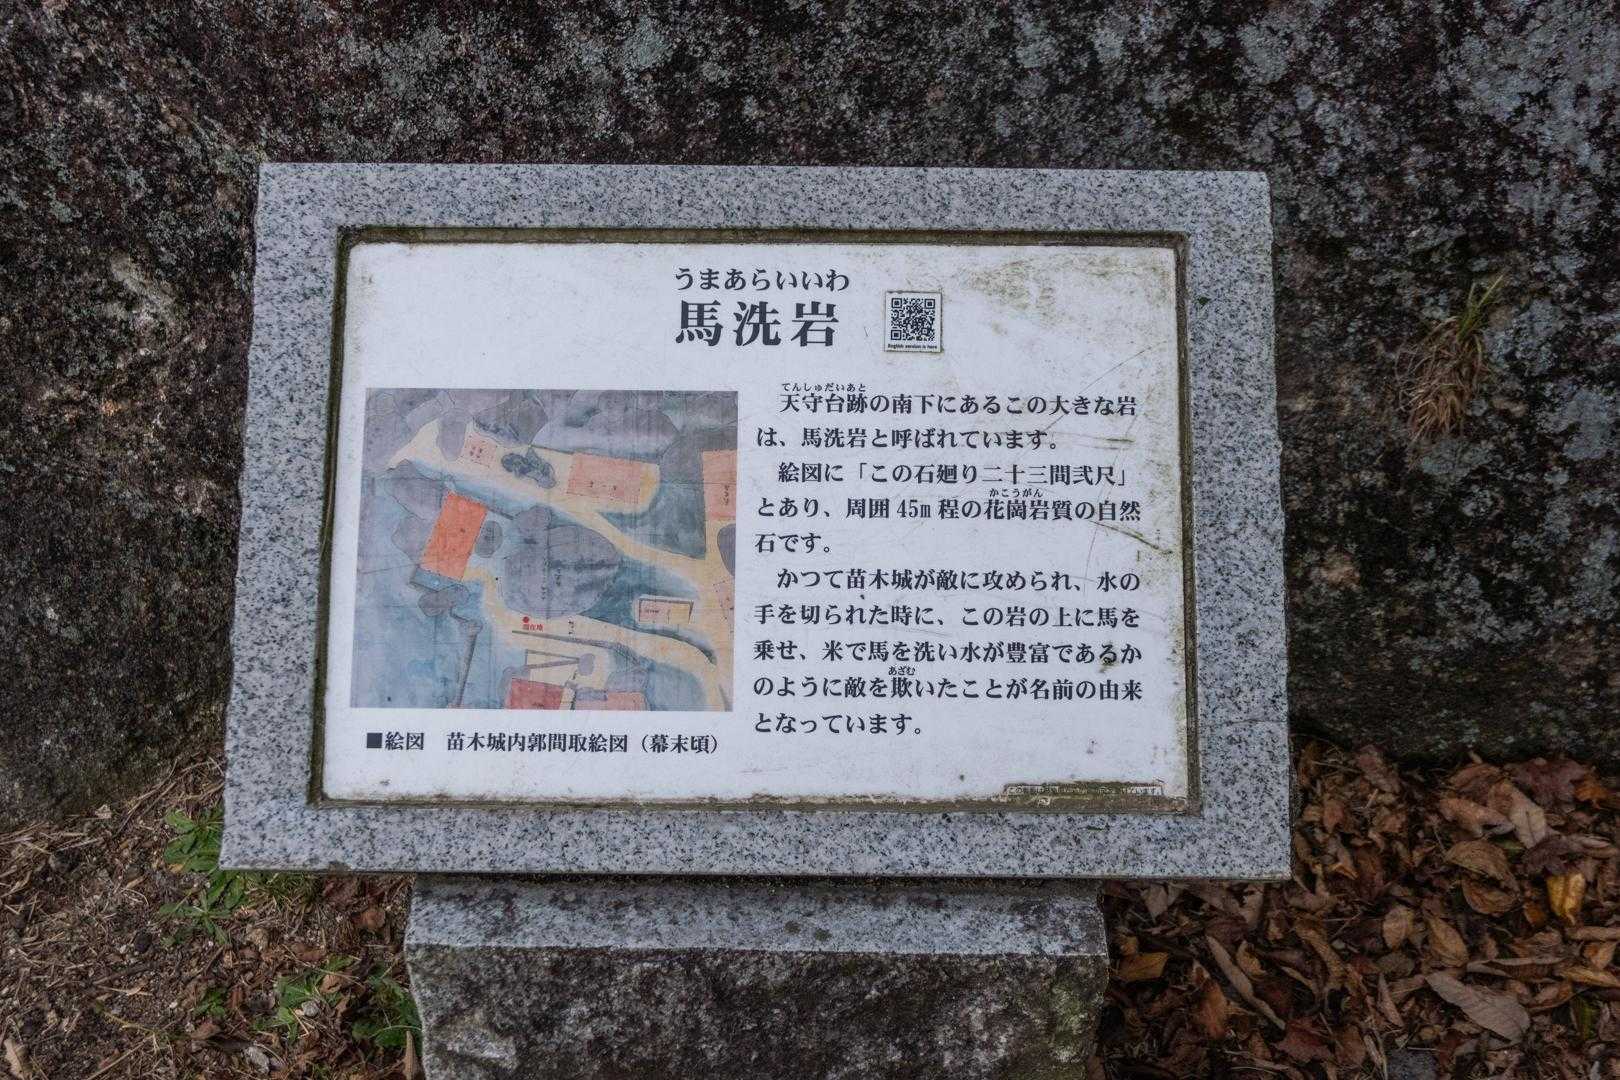 うまあらいいわ
馬洗岩
English version is here
てんしゅだいあと
天守台跡の南下にあるこの大きな岩
は、馬洗岩と呼ばれています。
絵図に「この石廻り二十三間弐尺」
かこうがん
とあり、周囲45m程の花崗岩質の自然
石です。
かつて苗木城が敵に攻められ、水の
手を切られた時に、この岩の上に馬を
乗せ、米で馬を洗い水が豊富であるか
あざむ
のように敵を欺いたことが名前の由来
となっています。
現在地
■絵図　苗木城内郭間取絵図（幕末頃）